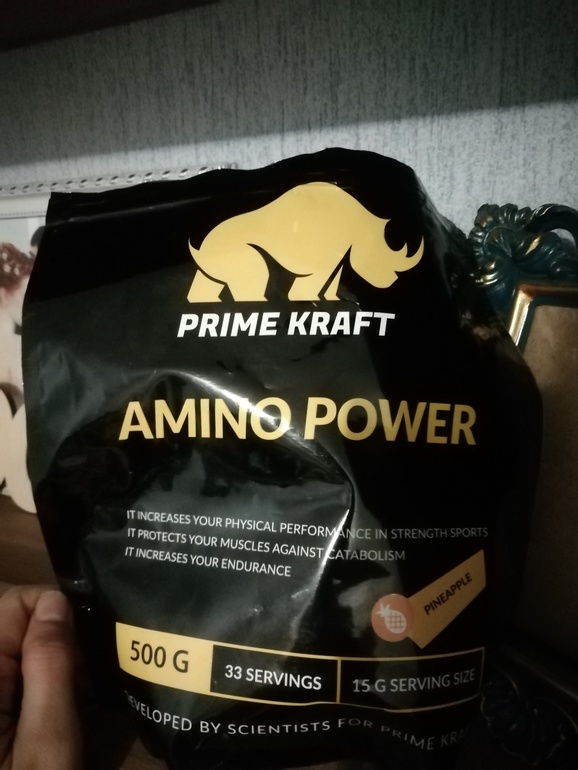 PRIME KRAFT
AMINO POWER
IT INCREASES YOUR PHYSICAL PERFORMANCE IN STRENGTH SPORTS
IT PROTECTS YOUR MUSCLES AGAINST CATABOLISM
IT INCREASES YOUR ENDURANCE
PINEAPPLE
500 G
33 SERVINGS
15 G SERVING SIZE
DEVELOPED BY SCIENTISTS FOR PRIME KRA